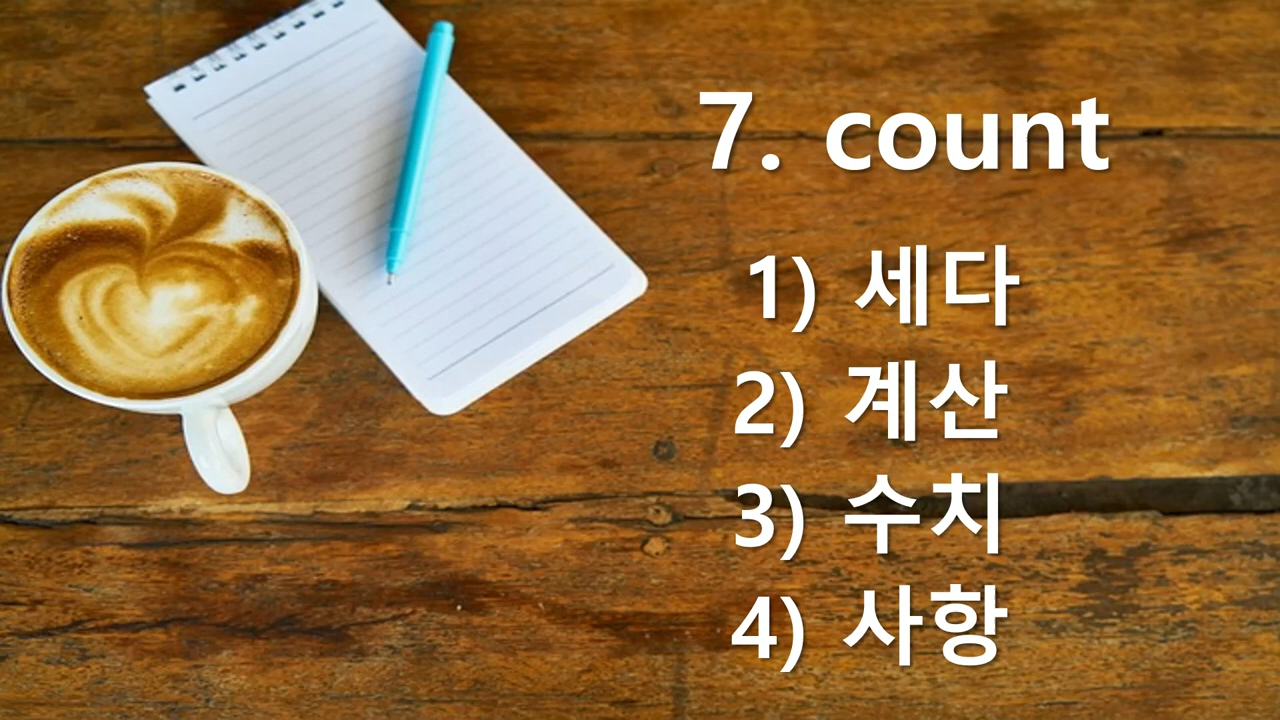 7. count
1) 세다
2) 계산
3) 수치
4) 사항